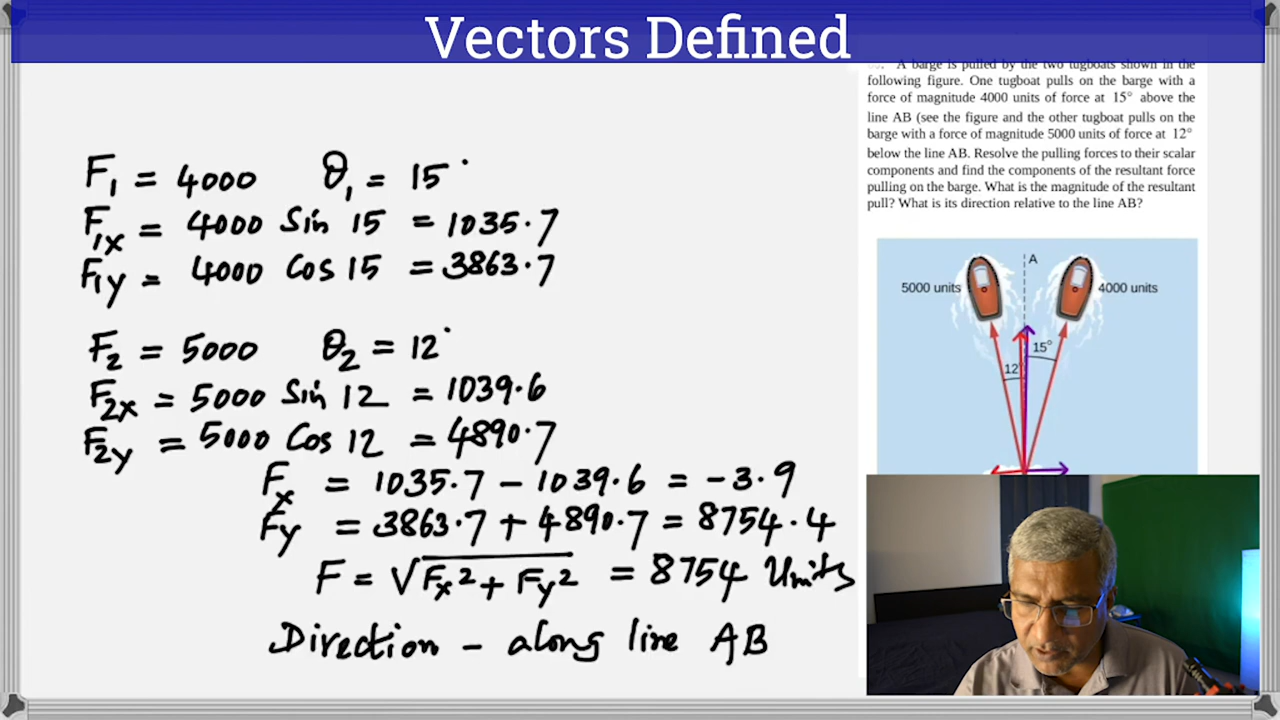 Vectors Defined
A barge is pulled by the two tugboats shown in the
following figure. One tugboat pulls on the barge with a
force of magnitude 4000 units of force at 15° above the
line AB (see the figure and the other tugboat pulls on the
barge with a force of magnitude 5000 units of force at 12°
below the line AB. Resolve the pulling forces to their scalar
components and find the components of the resultant force
pulling on the barge. What is the magnitude of the resultant
pull? What is its direction relative to the line AB?
F₁ = 4000 θ₁ = 15°
F₁x = 4000 Sin 15 = 1035.7
F₁y = 4000 Cos 15 = 3863.7
F₂ = 5000 θ₂ = 12°
F₂x = 5000 Sin 12 = 1039.6
F₂y = 5000 Cos 12 = 4890.7
Fx = 1035.7 - 1039.6 = -3.9
Fy = 3863.7 + 4890.7 = 8754.4
F = √Fx² + Fy² = 8754 Units
Direction - along line AB
A
5000 units
4000 units
15°
12